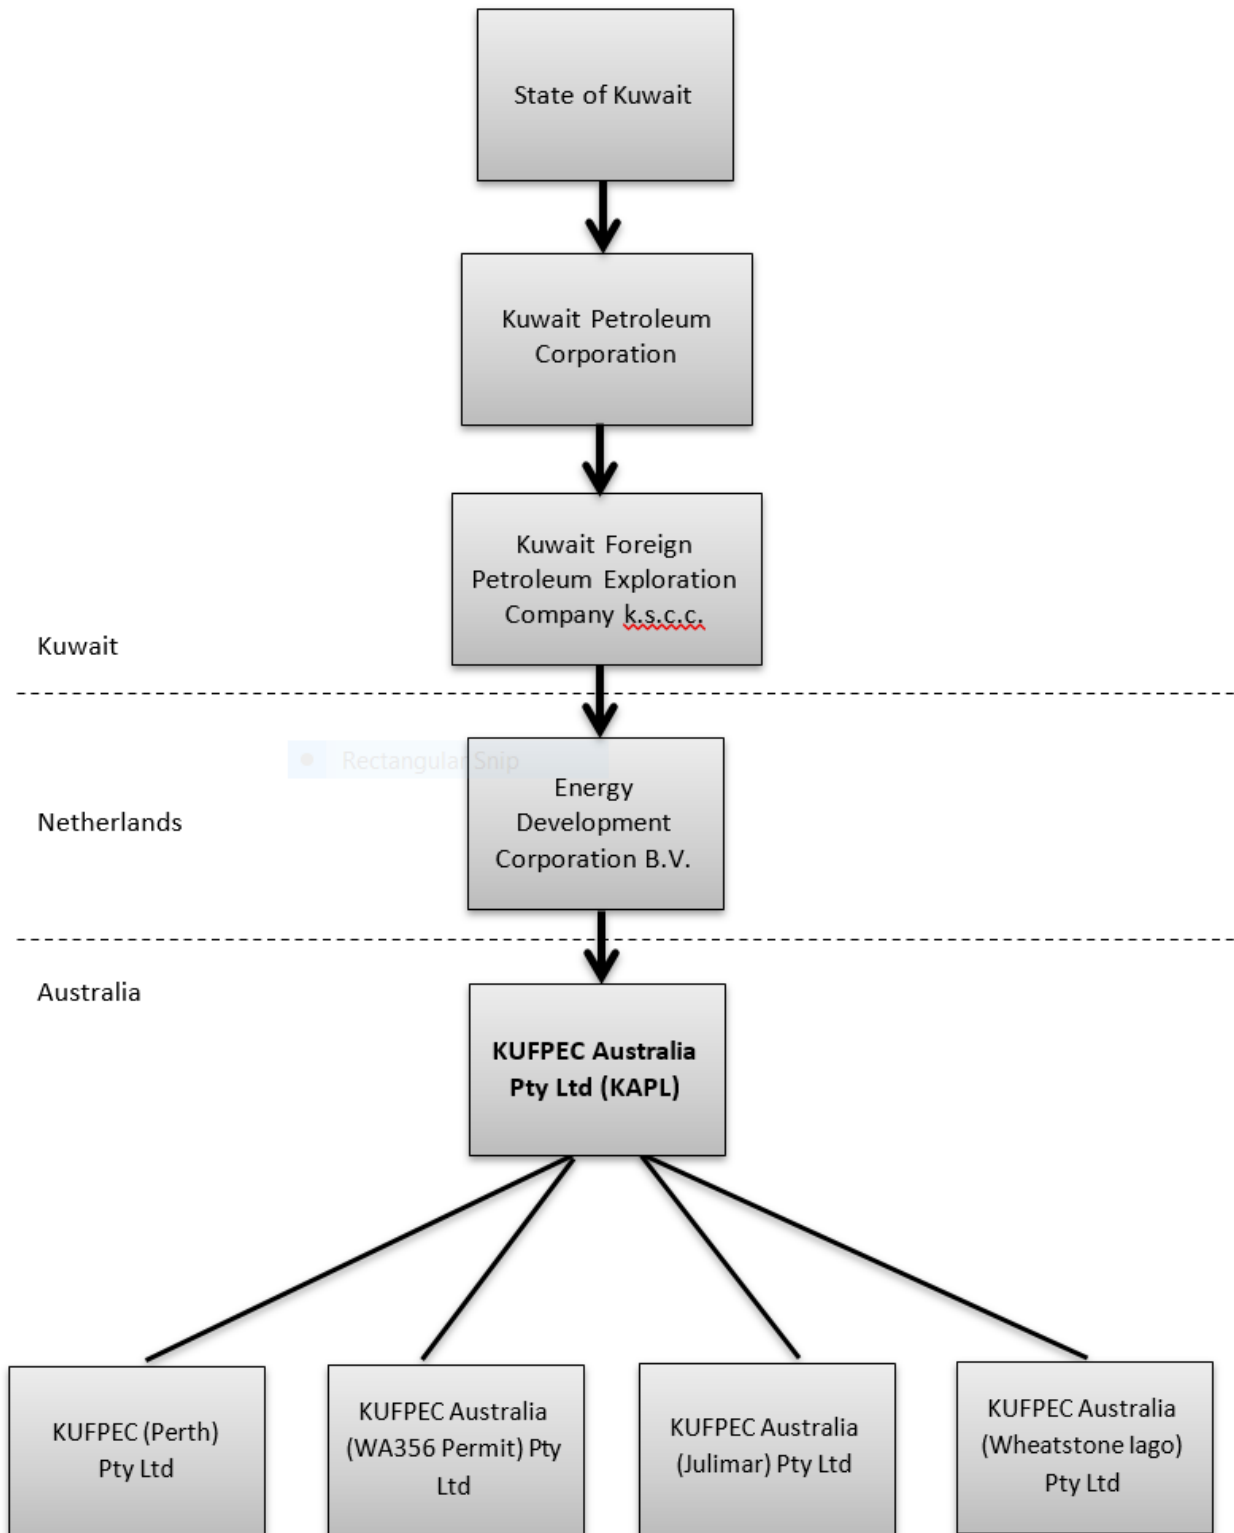 State of Kuwait
Kuwait Petroleum
Corporation
Kuwait Foreign
Petroleum Exploration
Company k.s.c.c.
Kuwait
Rectangular Snip
Netherlands
Energy
Development
Corporation B.V.
Australia
KUFPEC Australia
Pty Ltd (KAPL)
KUFPEC (Perth)
Pty Ltd
KUFPEC Australia
(WA356 Permit) Pty
Ltd
KUFPEC Australia
(Julimar) Pty Ltd
KUFPEC Australia
(Wheatstone Iago)
Pty Ltd